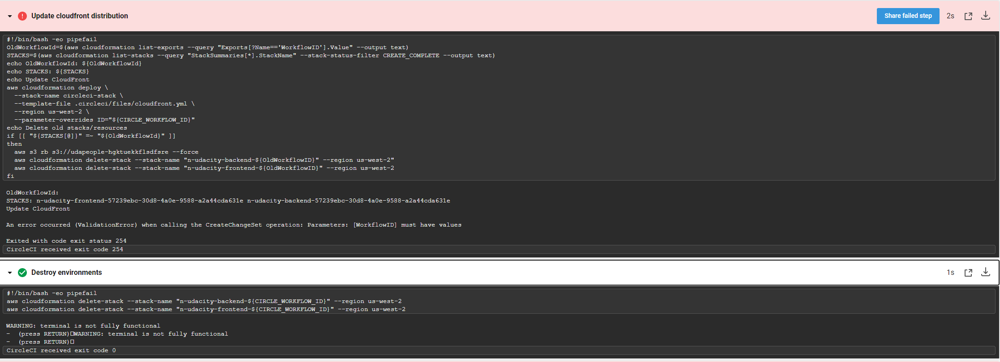 Update cloudfront distribution
Share failed step
2s
#!/bin/bash -eo pipefail
OldWorkflowId=$(aws cloudformation list-exports --query "Exports[?Name=='WorkflowID'].Value" --output text)
STACKS=$(aws cloudformation list-stacks --query "StackSummaries[*].StackName" --stack-status-filter CREATE_COMPLETE --output text)
echo OldWorkflowId: ${OldWorkflowId}
echo STACKS: ${STACKS}
echo Update CloudFront
aws cloudformation deploy \
  --stack-name circleci-stack \
  --template-file .circleci/files/cloudfront.yml \
  --region us-west-2 \
  --parameter-overrides ID="${CIRCLE_WORKFLOW_ID}"
echo Delete old stacks/resources
if [[ "${STACKS[@]}" =~ "${OldWorkflowId}" ]]
then
  aws s3 rb s3://udapeople-hgktuekkflsdfsre --force
  aws cloudformation delete-stack --stack-name "n-udacity-backend-${OldWorkflowID}" --region us-west-2"
  aws cloudformation delete-stack --stack-name "n-udacity-frontend-${OldWorkflowID}" --region us-west-2
fi
OldWorkflowId:
STACKS: n-udacity-frontend-57239ebc-30d8-4a0e-9588-a2a44cda631e n-udacity-backend-57239ebc-30d8-4a0e-9588-a2a44cda631e
Update CloudFront
An error occurred (ValidationError) when calling the CreateChangeSet operation: Parameters: [WorkflowID] must have values
Exited with code exit status 254
CircleCI received exit code 254
Destroy environments
1s
#!/bin/bash -eo pipefail
aws cloudformation delete-stack --stack-name "n-udacity-backend-${CIRCLE_WORKFLOW_ID}" --region us-west-2
aws cloudformation delete-stack --stack-name "n-udacity-frontend-${CIRCLE_WORKFLOW_ID}" --region us-west-2
WARNING: terminal is not fully functional
-  (press RETURN)□WARNING: terminal is not fully functional
-  (press RETURN)□
CircleCI received exit code 0